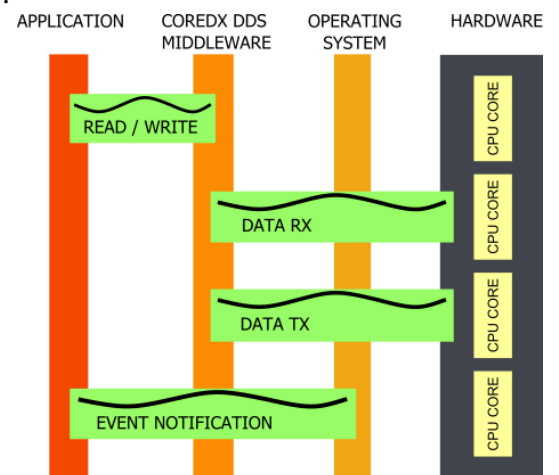 APPLICATION
COREDX DDS
MIDDLEWARE
OPERATING
SYSTEM
HARDWARE
CPU CORE
READ / WRITE
CPU CORE
DATA RX
CPU CORE
DATA TX
CPU CORE
EVENT NOTIFICATION